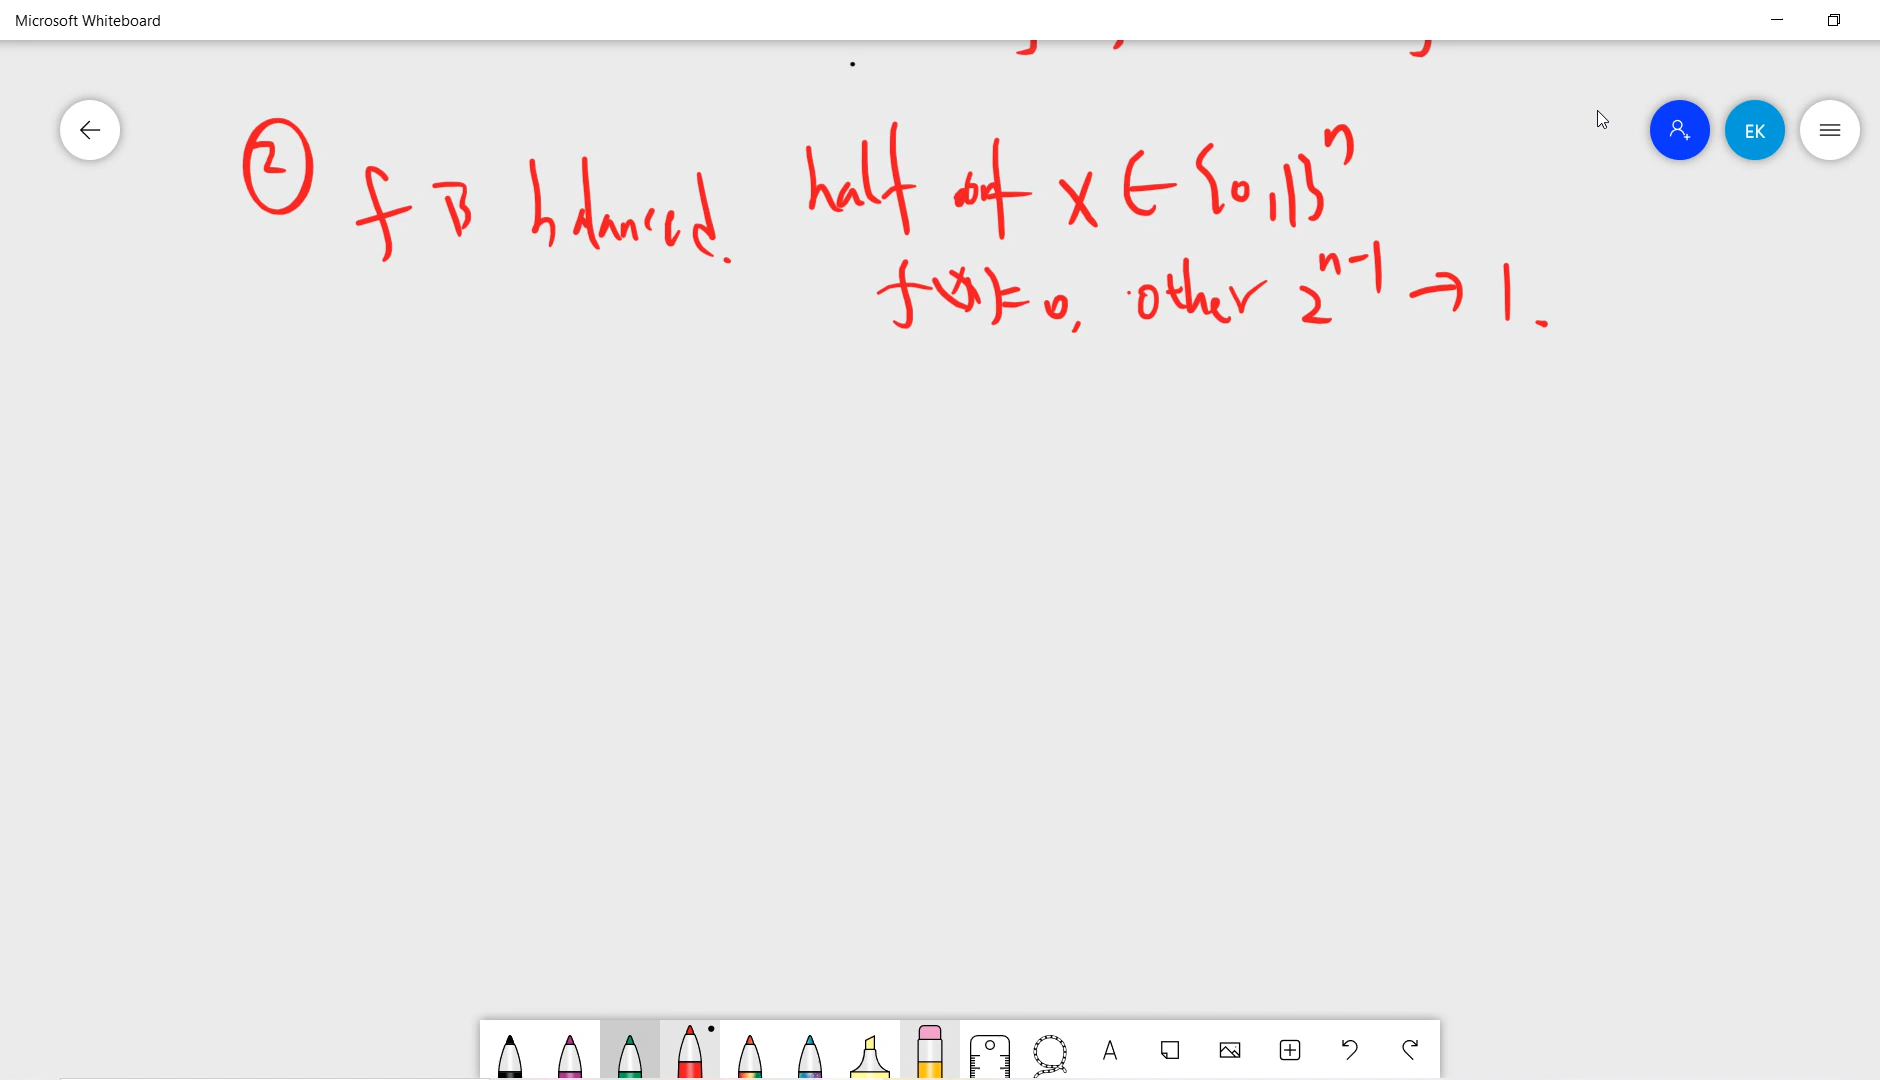 Microsoft Whiteboard
EK
② f is balanced. half of x ∈ {0,1}ⁿ
f(x)=0, other 2ⁿ⁻¹ → 1.
A